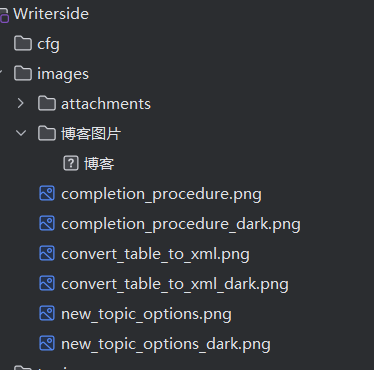 Writerside
cfg
images
attachments
博客图片
博客
completion_procedure.png
completion_procedure_dark.png
convert_table_to_xml.png
convert_table_to_xml_dark.png
new_topic_options.png
new_topic_options_dark.png